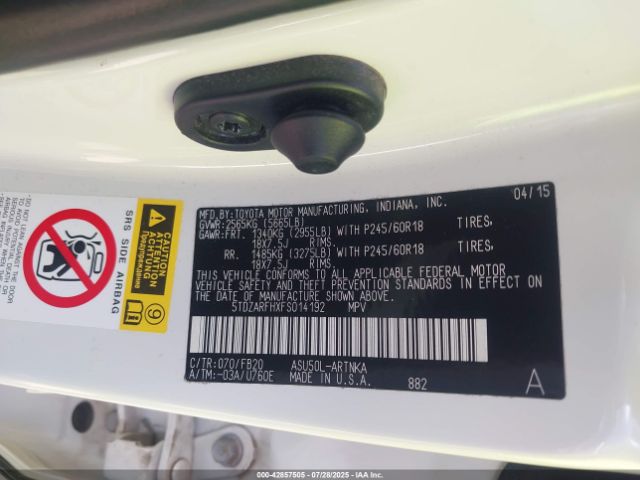 MFD.BY:TOYOTA MOTOR MANUFACTURING, INDIANA, INC. 04/15
GVWR:2565KG (5665LB)
GAWR:FRT. 1340KG (2955LB) WITH P245/60R18 TIRES,
18X7.5J RIMS.
RR. 1485KG (3275LB) WITH P245/60R18 TIRES,
18X7.5J RIMS.
THIS VEHICLE CONFORMS TO ALL APPLICABLE FEDERAL MOTOR
VEHICLE SAFETY AND THEFT PREVENTION STANDARDS IN EFFECT
ON THE DATE OF MANUFACTURE SHOWN ABOVE.
5TDZARFHXFS014192 MPV
C/TR:070/FB20 ASU50L-ARTNKA
A/TM:-03A/U760E MADE IN U.S.A. 882 A
SRS SIDE AIRBAG
ATTENTION
000-42857505 | 07/28/2025 | IAAI.COM